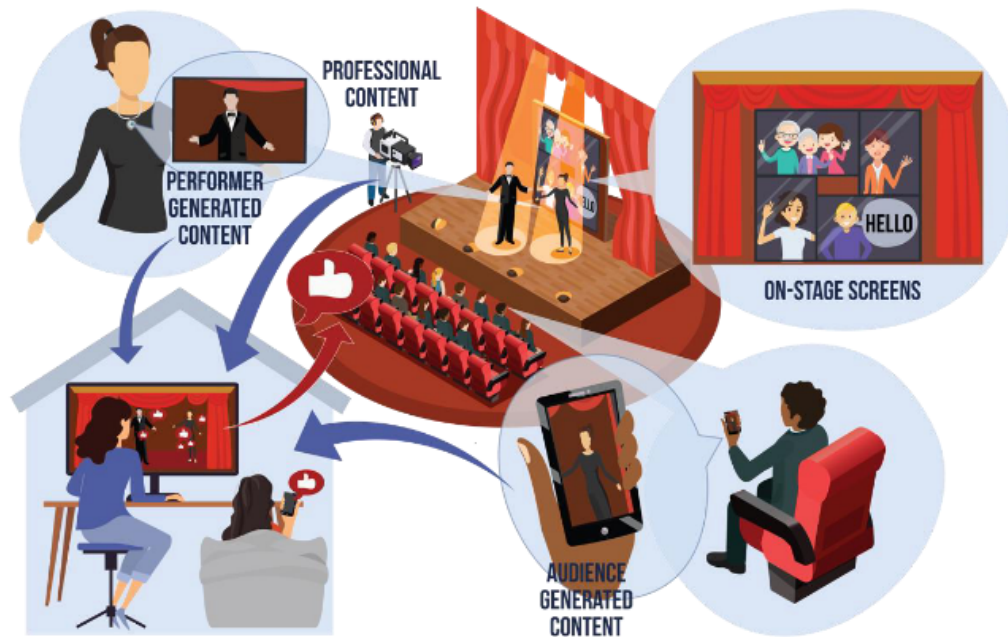 PROFESSIONAL
CONTENT
PERFORMER
GENERATED
CONTENT
HELLO
HELLO
ON-STAGE SCREENS
AUDIENCE
GENERATED
CONTENT